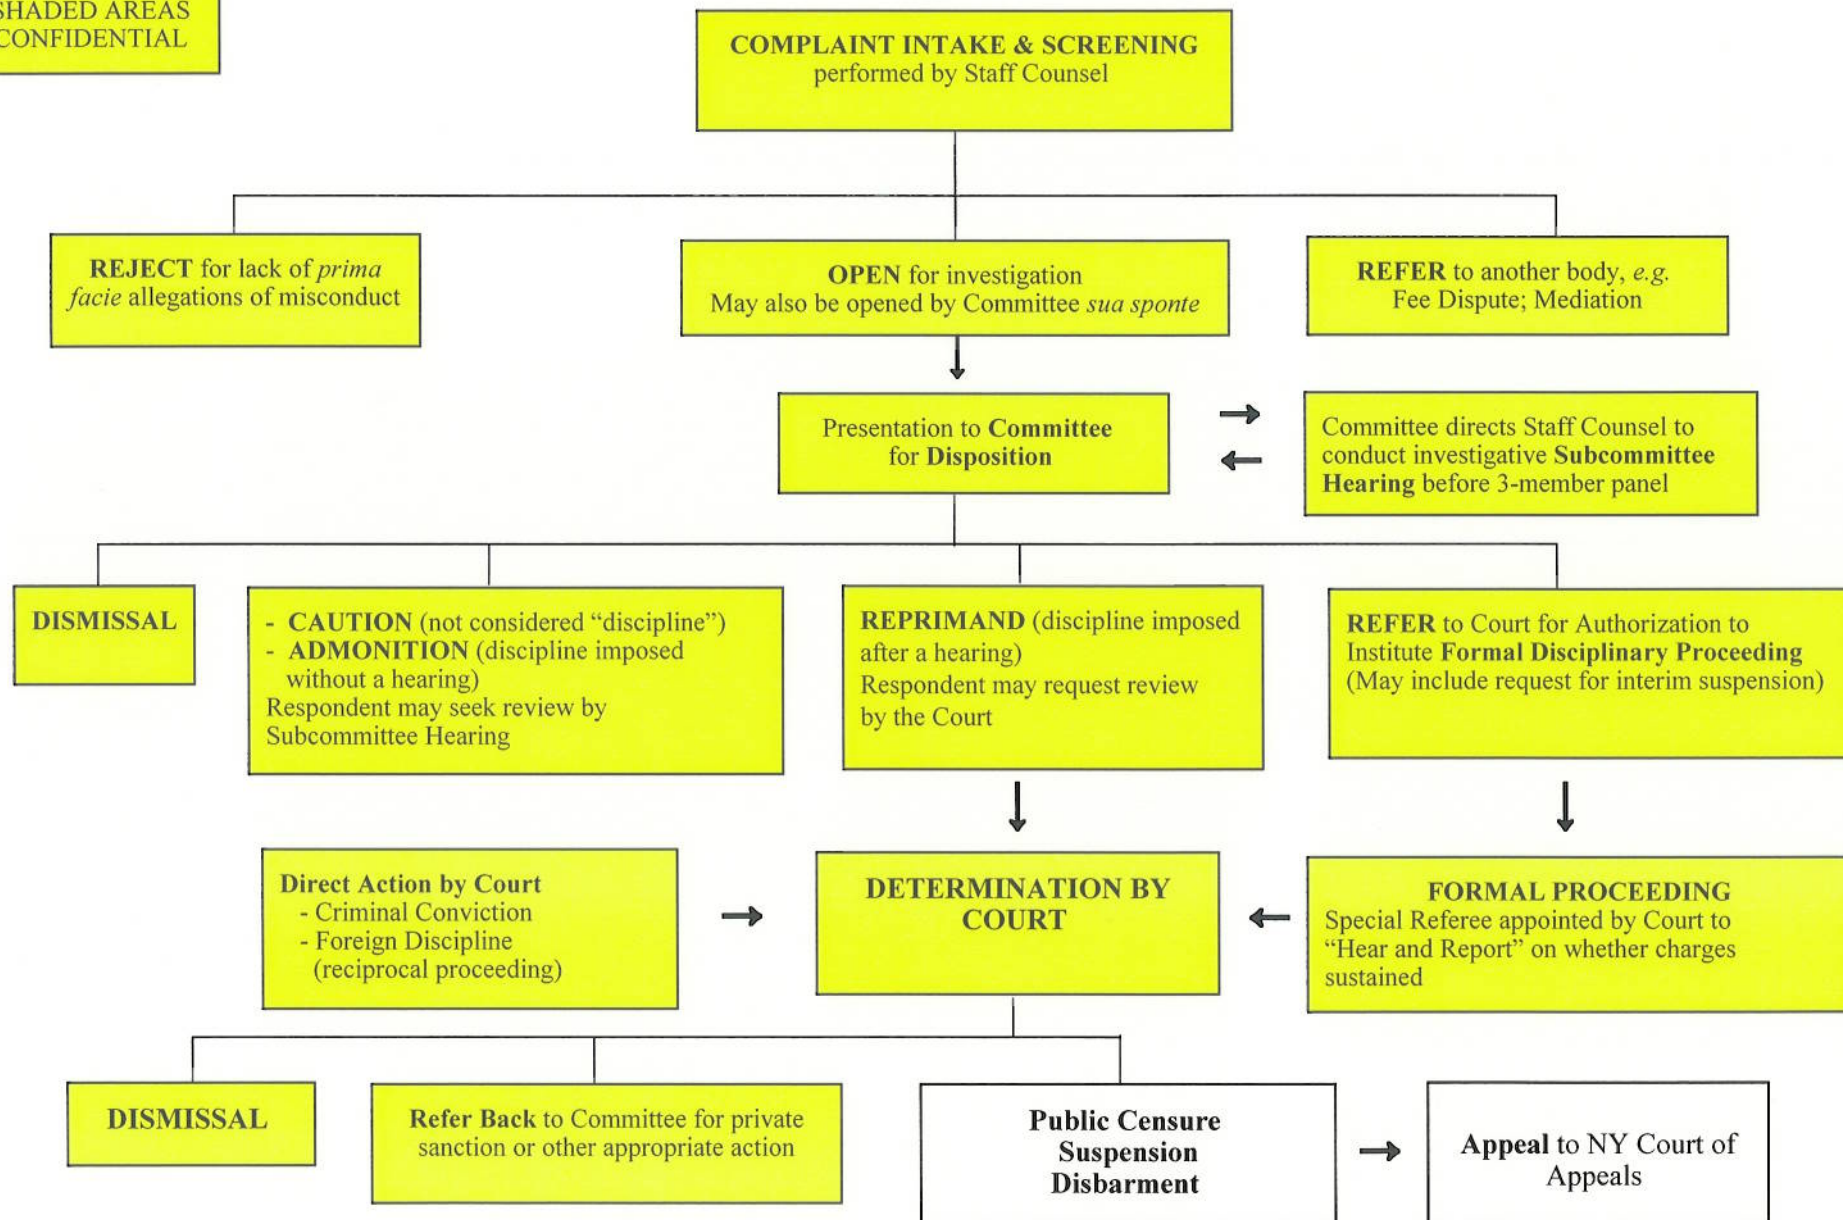 SHADED AREAS
CONFIDENTIAL
COMPLAINT INTAKE & SCREENING
performed by Staff Counsel
REJECT for lack of prima
facie allegations of misconduct
OPEN for investigation
May also be opened by Committee sua sponte
REFER to another body, e.g.
Fee Dispute; Mediation
Presentation to Committee
for Disposition
Committee directs Staff Counsel to
conduct investigative Subcommittee
Hearing before 3-member panel
DISMISSAL
- CAUTION (not considered “discipline”)
- ADMONITION (discipline imposed
without a hearing)
Respondent may seek review by
Subcommittee Hearing
REPRIMAND (discipline imposed
after a hearing)
Respondent may request review
by the Court
REFER to Court for Authorization to
Institute Formal Disciplinary Proceeding
(May include request for interim suspension)
Direct Action by Court
- Criminal Conviction
- Foreign Discipline
(reciprocal proceeding)
DETERMINATION BY
COURT
FORMAL PROCEEDING
Special Referee appointed by Court to
“Hear and Report” on whether charges
sustained
DISMISSAL
Refer Back to Committee for private
sanction or other appropriate action
Public Censure
Suspension
Disbarment
Appeal to NY Court of
Appeals